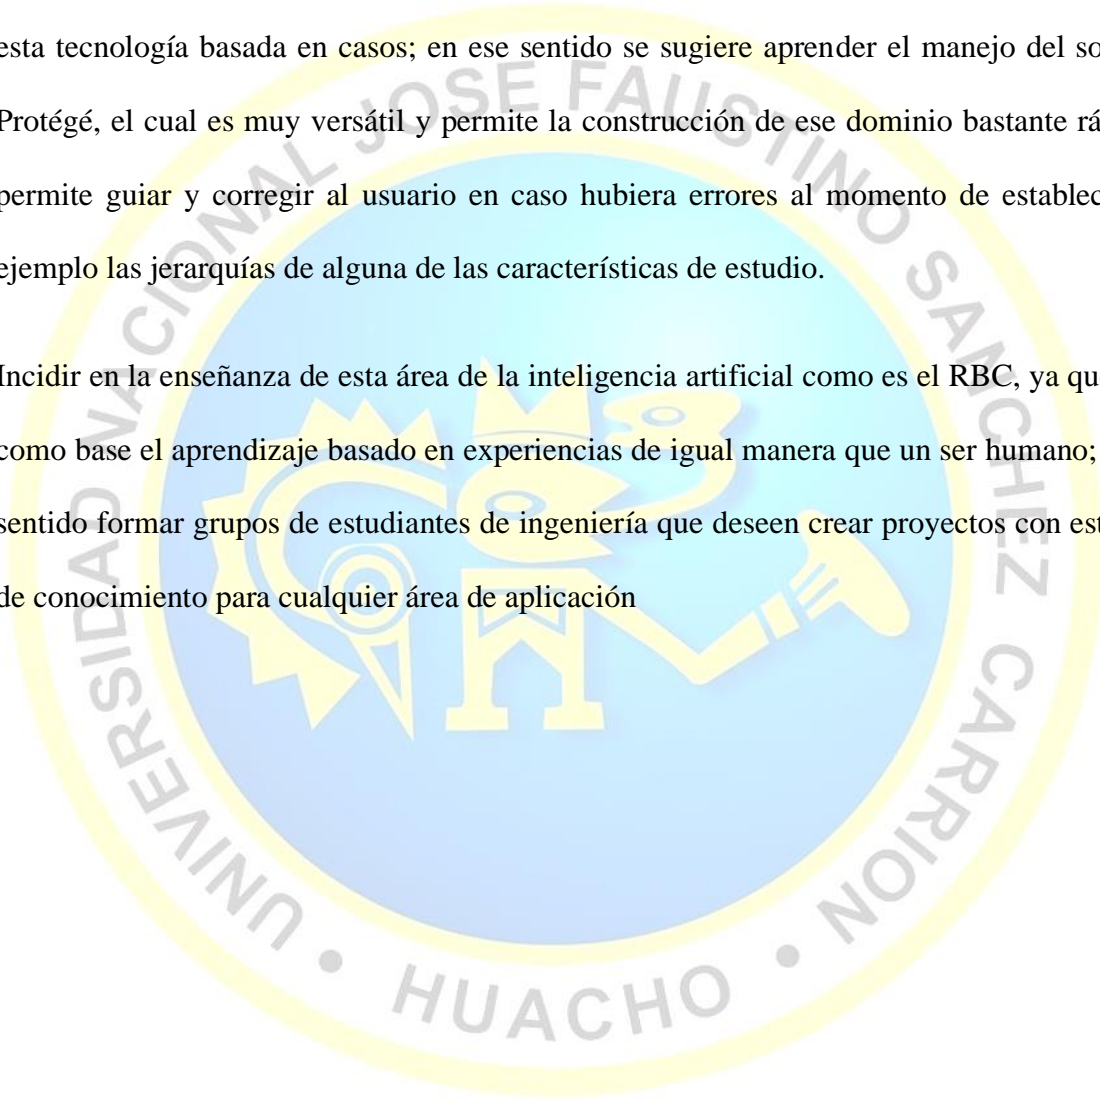 esta tecnología basada en casos; en ese sentido se sugiere aprender el manejo del so
Protégé, el cual es muy versátil y permite la construcción de ese dominio bastante rá
permite guiar y corregir al usuario en caso hubiera errores al momento de establec
ejemplo las jerarquías de alguna de las características de estudio.
Incidir en la enseñanza de esta área de la inteligencia artificial como es el RBC, ya qu
como base el aprendizaje basado en experiencias de igual manera que un ser humano;
sentido formar grupos de estudiantes de ingeniería que deseen crear proyectos con est
de conocimiento para cualquier área de aplicación
UNIVERSIDAD NACIONAL JOSE FAUSTINO SANCHEZ CARRION
• HUACHO •